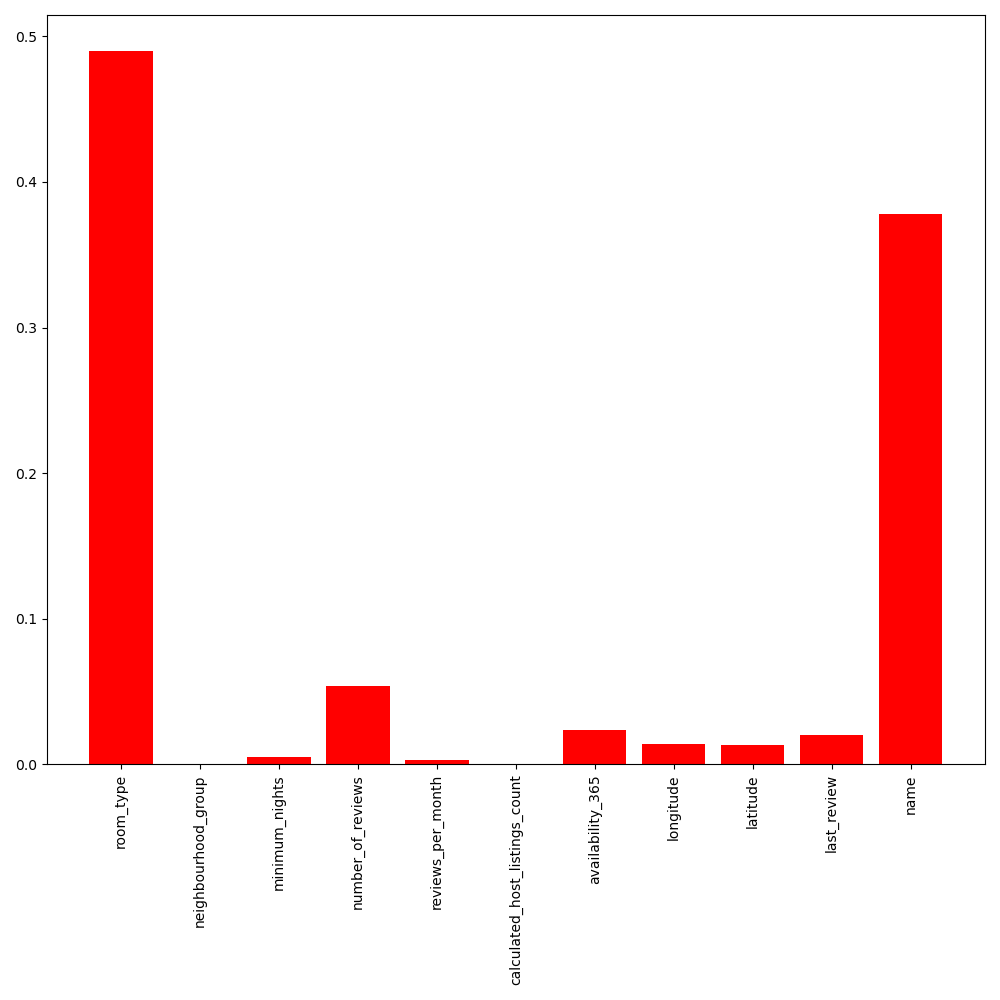 0.5
0.4
0.3
0.2
0.1
0.0
room_type
neighbourhood_group
minimum_nights
number_of_reviews
reviews_per_month
calculated_host_listings_count
availability_365
longitude
latitude
last_review
name